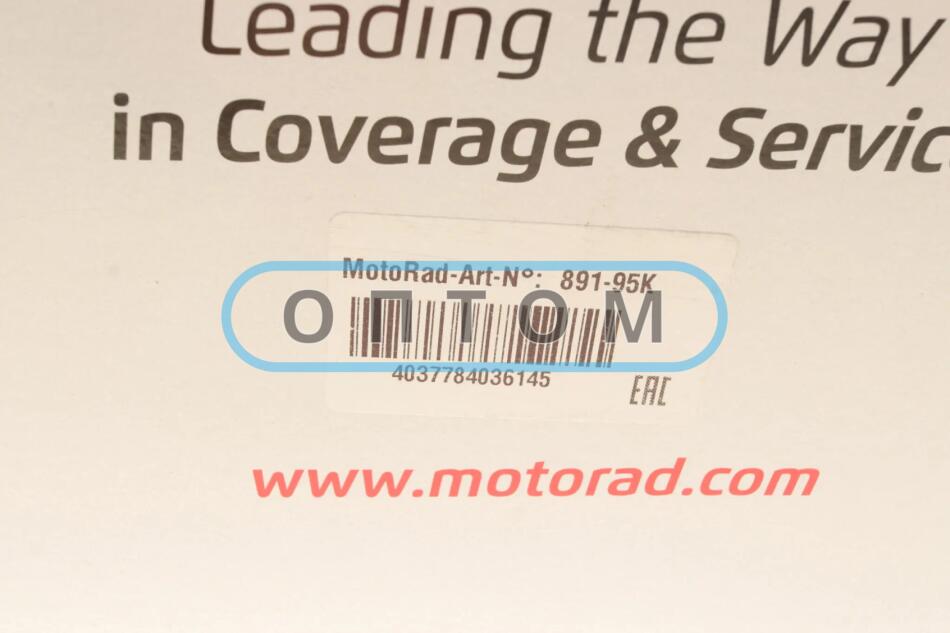 Leading the Way
in Coverage & Servic
MotoRad-Art-N°: 891-95K
ОПТОМ
4037784036145
EAC
www.motorad.com